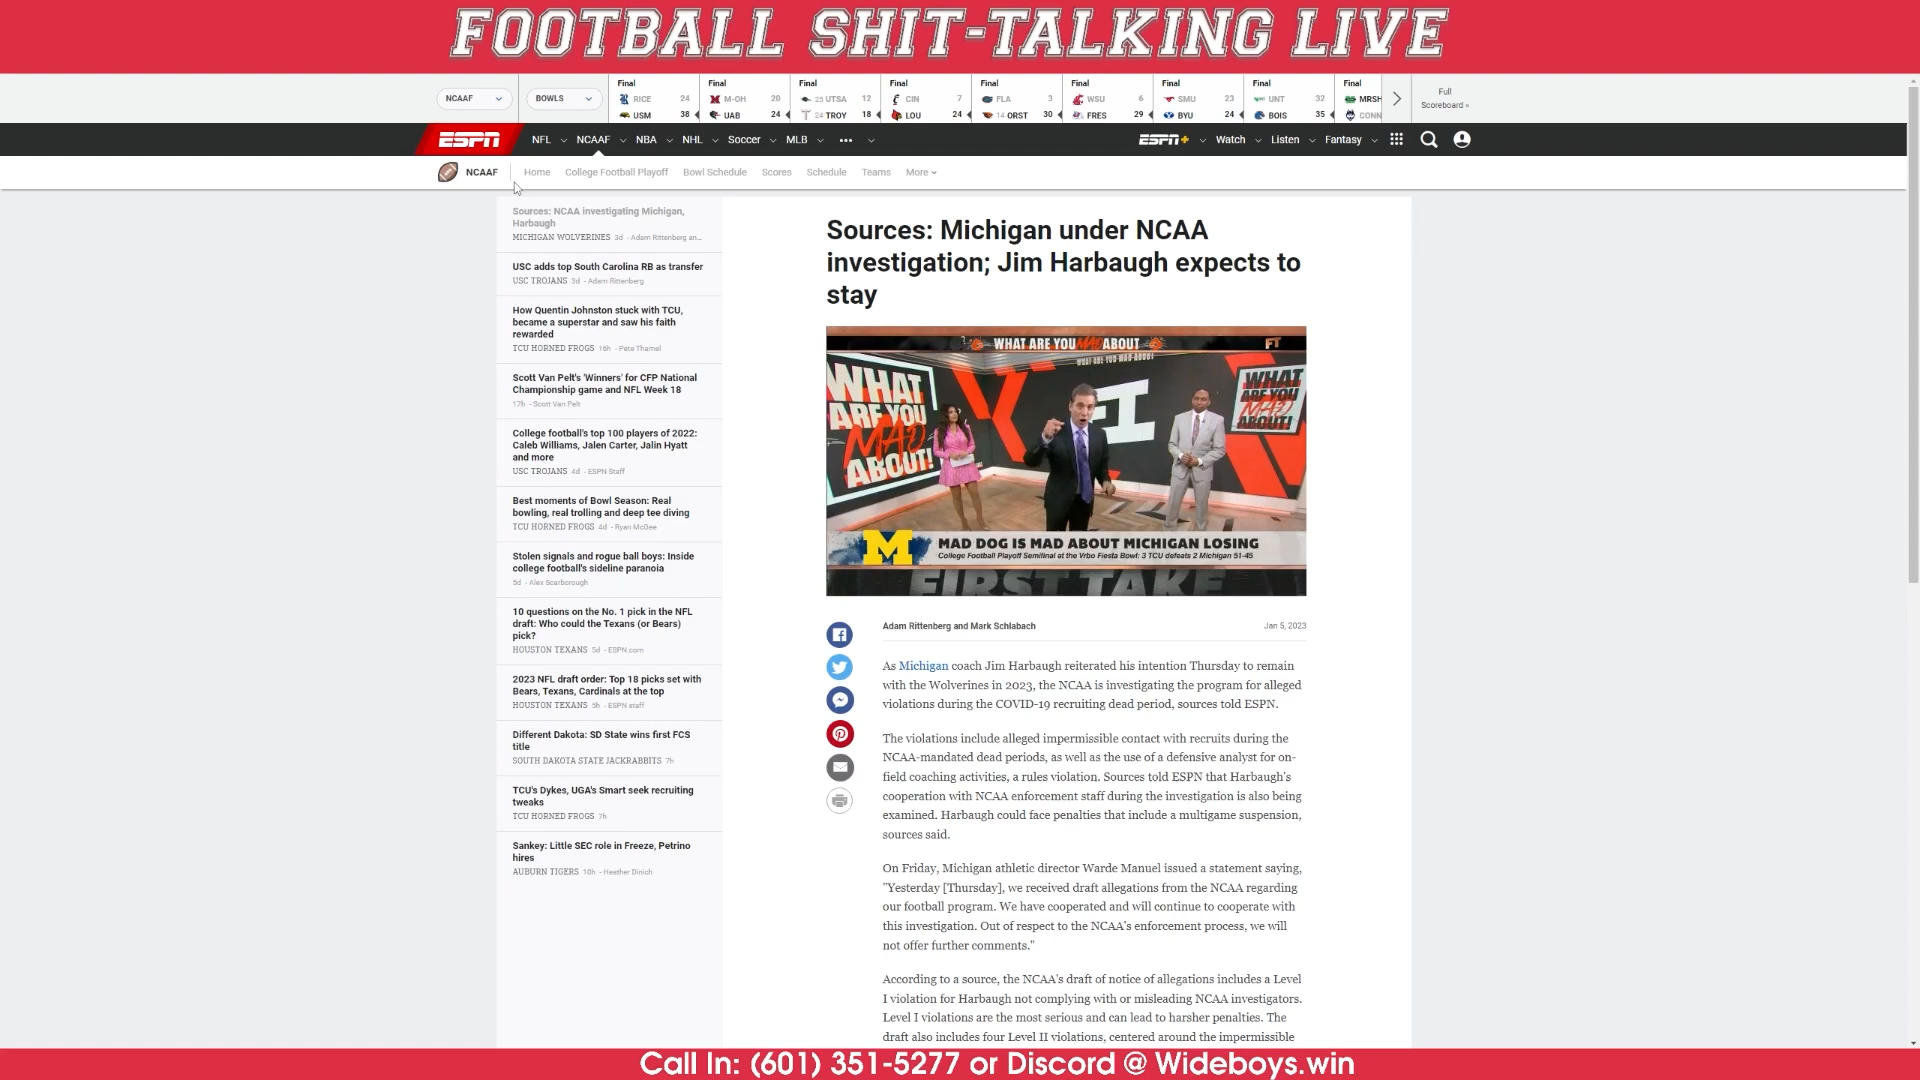 FOOTBALL SHIT-TALKING LIVE
NCAAF
BOWLS
Final
RICE 24
USM 38
Final
M-OH 20
UAB 24
Final
25 UTSA 12
24 TROY 18
Final
CIN 7
LOU 24
Final
FLA 3
14 ORST 30
Final
WSU 6
FRES 29
Final
SMU 23
BYU 24
Final
UNT 32
BOIS 35
Final
MRSH
CONN
Full
Scoreboard »
ESPN NFL NCAAF NBA NHL Soccer MLB ••• ESPN+ Watch Listen Fantasy
NCAAF Home College Football Playoff Bowl Schedule Scores Schedule Teams More
Sources: NCAA investigating Michigan,
Harbaugh
MICHIGAN WOLVERINES 3d - Adam Rittenberg an...
USC adds top South Carolina RB as transfer
USC TROJANS 3d - Adam Rittenberg
How Quentin Johnston stuck with TCU,
became a superstar and saw his faith
rewarded
TCU HORNED FROGS 16h - Pete Thamel
Scott Van Pelt's 'Winners' for CFP National
Championship game and NFL Week 18
17h - Scott Van Pelt
College football's top 100 players of 2022:
Caleb Williams, Jalen Carter, Jalin Hyatt
and more
USC TROJANS 4d - ESPN Staff
Best moments of Bowl Season: Real
bowling, real trolling and deep tee diving
TCU HORNED FROGS 4d - Ryan McGee
Stolen signals and rogue ball boys: Inside
college football's sideline paranoia
5d - Alex Scarborough
10 questions on the No. 1 pick in the NFL
draft: Who could the Texans (or Bears)
pick?
HOUSTON TEXANS 5d - ESPN.com
2023 NFL draft order: Top 18 picks set with
Bears, Texans, Cardinals at the top
HOUSTON TEXANS 5h - ESPN staff
Different Dakota: SD State wins first FCS
title
SOUTH DAKOTA STATE JACKRABBITS 7h
TCU's Dykes, UGA's Smart seek recruiting
tweaks
TCU HORNED FROGS 7h
Sankey: Little SEC role in Freeze, Petrino
hires
AUBURN TIGERS 10h - Heather Dinich
Sources: Michigan under NCAA
investigation; Jim Harbaugh expects to
stay
WHAT ARE YOU MAD ABOUT
FT
WHAT ARE YOU MAD ABOUT
WHAT
ARE YOU
MAD
ABOUT!
WHAT
ARE YOU
MAD
ABOUT!
M
MAD DOG IS MAD ABOUT MICHIGAN LOSING
College Football Playoff Semifinal at the Vrbo Fiesta Bowl: 3 TCU defeats 2 Michigan 51-45
FIRST TAKE
Adam Rittenberg and Mark Schlabach
Jan 5, 2023
As Michigan coach Jim Harbaugh reiterated his intention Thursday to remain
with the Wolverines in 2023, the NCAA is investigating the program for alleged
violations during the COVID-19 recruiting dead period, sources told ESPN.
The violations include alleged impermissible contact with recruits during the
NCAA-mandated dead periods, as well as the use of a defensive analyst for on-
field coaching activities, a rules violation. Sources told ESPN that Harbaugh's
cooperation with NCAA enforcement staff during the investigation is also being
examined. Harbaugh could face penalties that include a multigame suspension,
sources said.
On Friday, Michigan athletic director Warde Manuel issued a statement saying,
"Yesterday [Thursday], we received draft allegations from the NCAA regarding
our football program. We have cooperated and will continue to cooperate with
this investigation. Out of respect to the NCAA's enforcement process, we will
not offer further comments."
According to a source, the NCAA's draft of notice of allegations includes a Level
I violation for Harbaugh not complying with or misleading NCAA investigators.
Level I violations are the most serious and can lead to harsher penalties. The
draft also includes four Level II violations, centered around the impermissible
Call In: (601) 351-5277 or Discord @ Wideboys.win